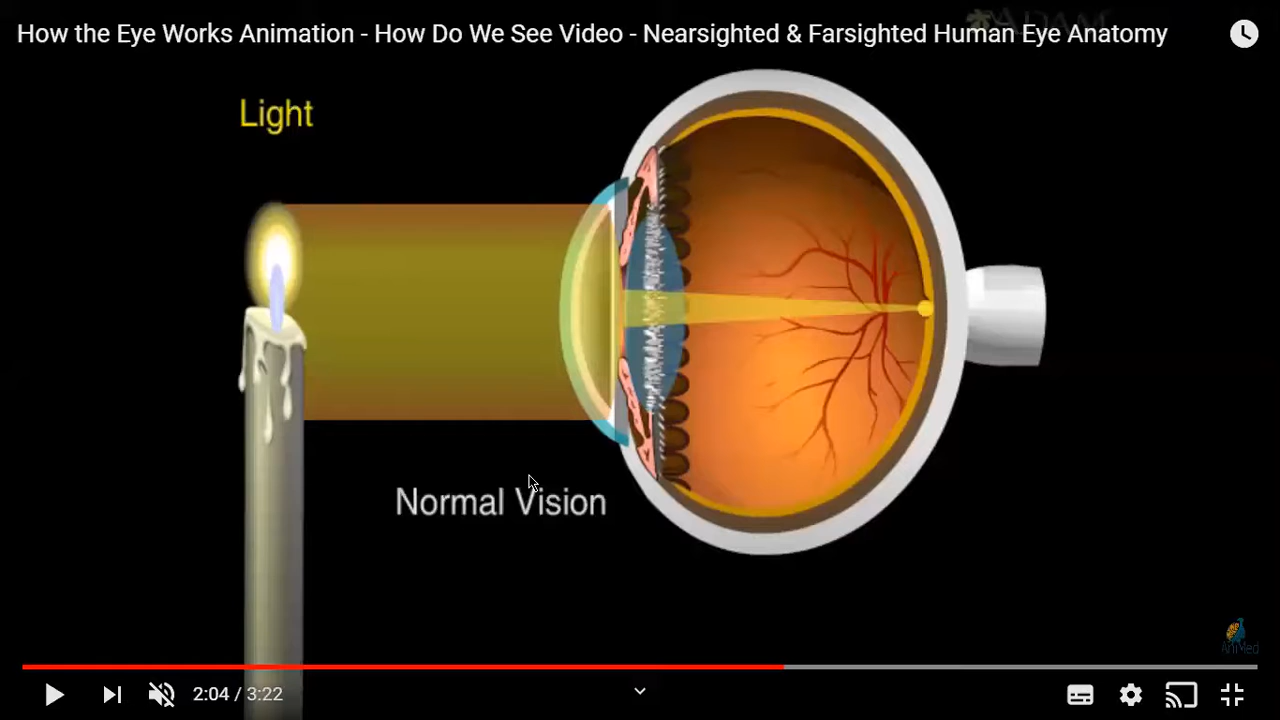 How the Eye Works Animation - How Do We See Video - Nearsighted & Farsighted Human Eye Anatomy
Light
Normal Vision
AniMed
2:04 / 3:22